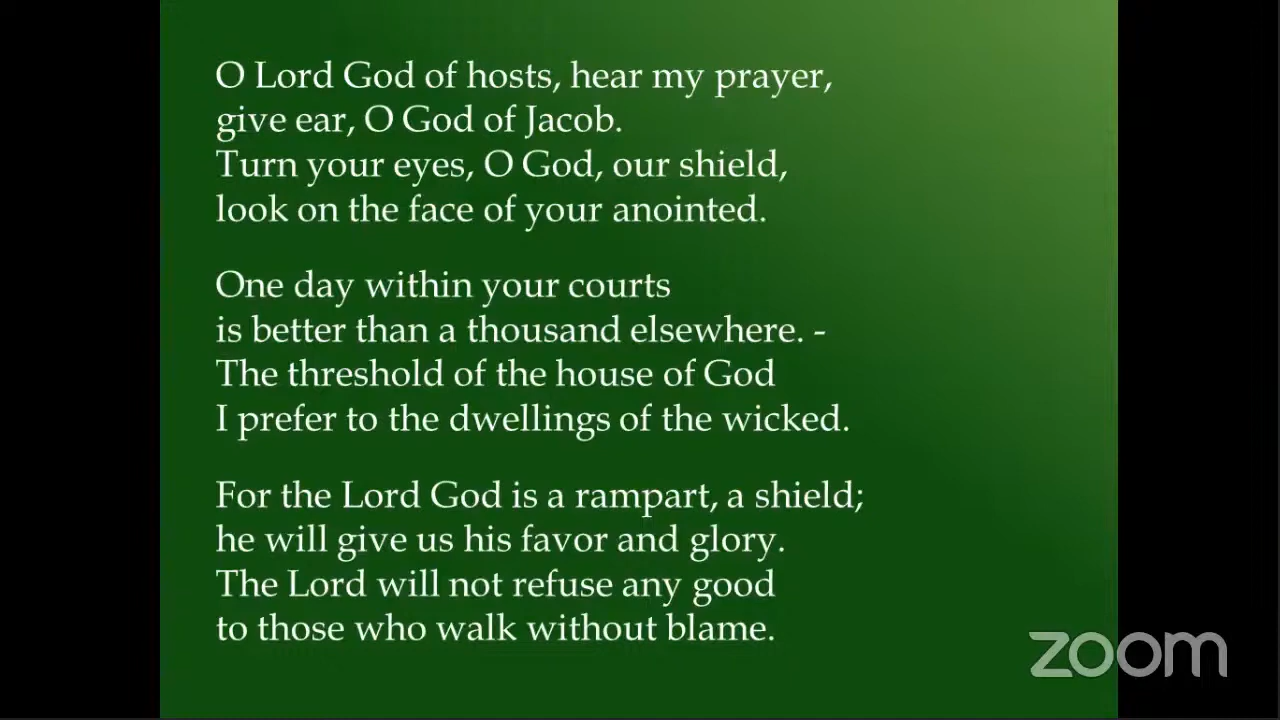 O Lord God of hosts, hear my prayer,
give ear, O God of Jacob.
Turn your eyes, O God, our shield,
look on the face of your anointed.
One day within your courts
is better than a thousand elsewhere. -
The threshold of the house of God
I prefer to the dwellings of the wicked.
For the Lord God is a rampart, a shield;
he will give us his favor and glory.
The Lord will not refuse any good
to those who walk without blame.
zoom